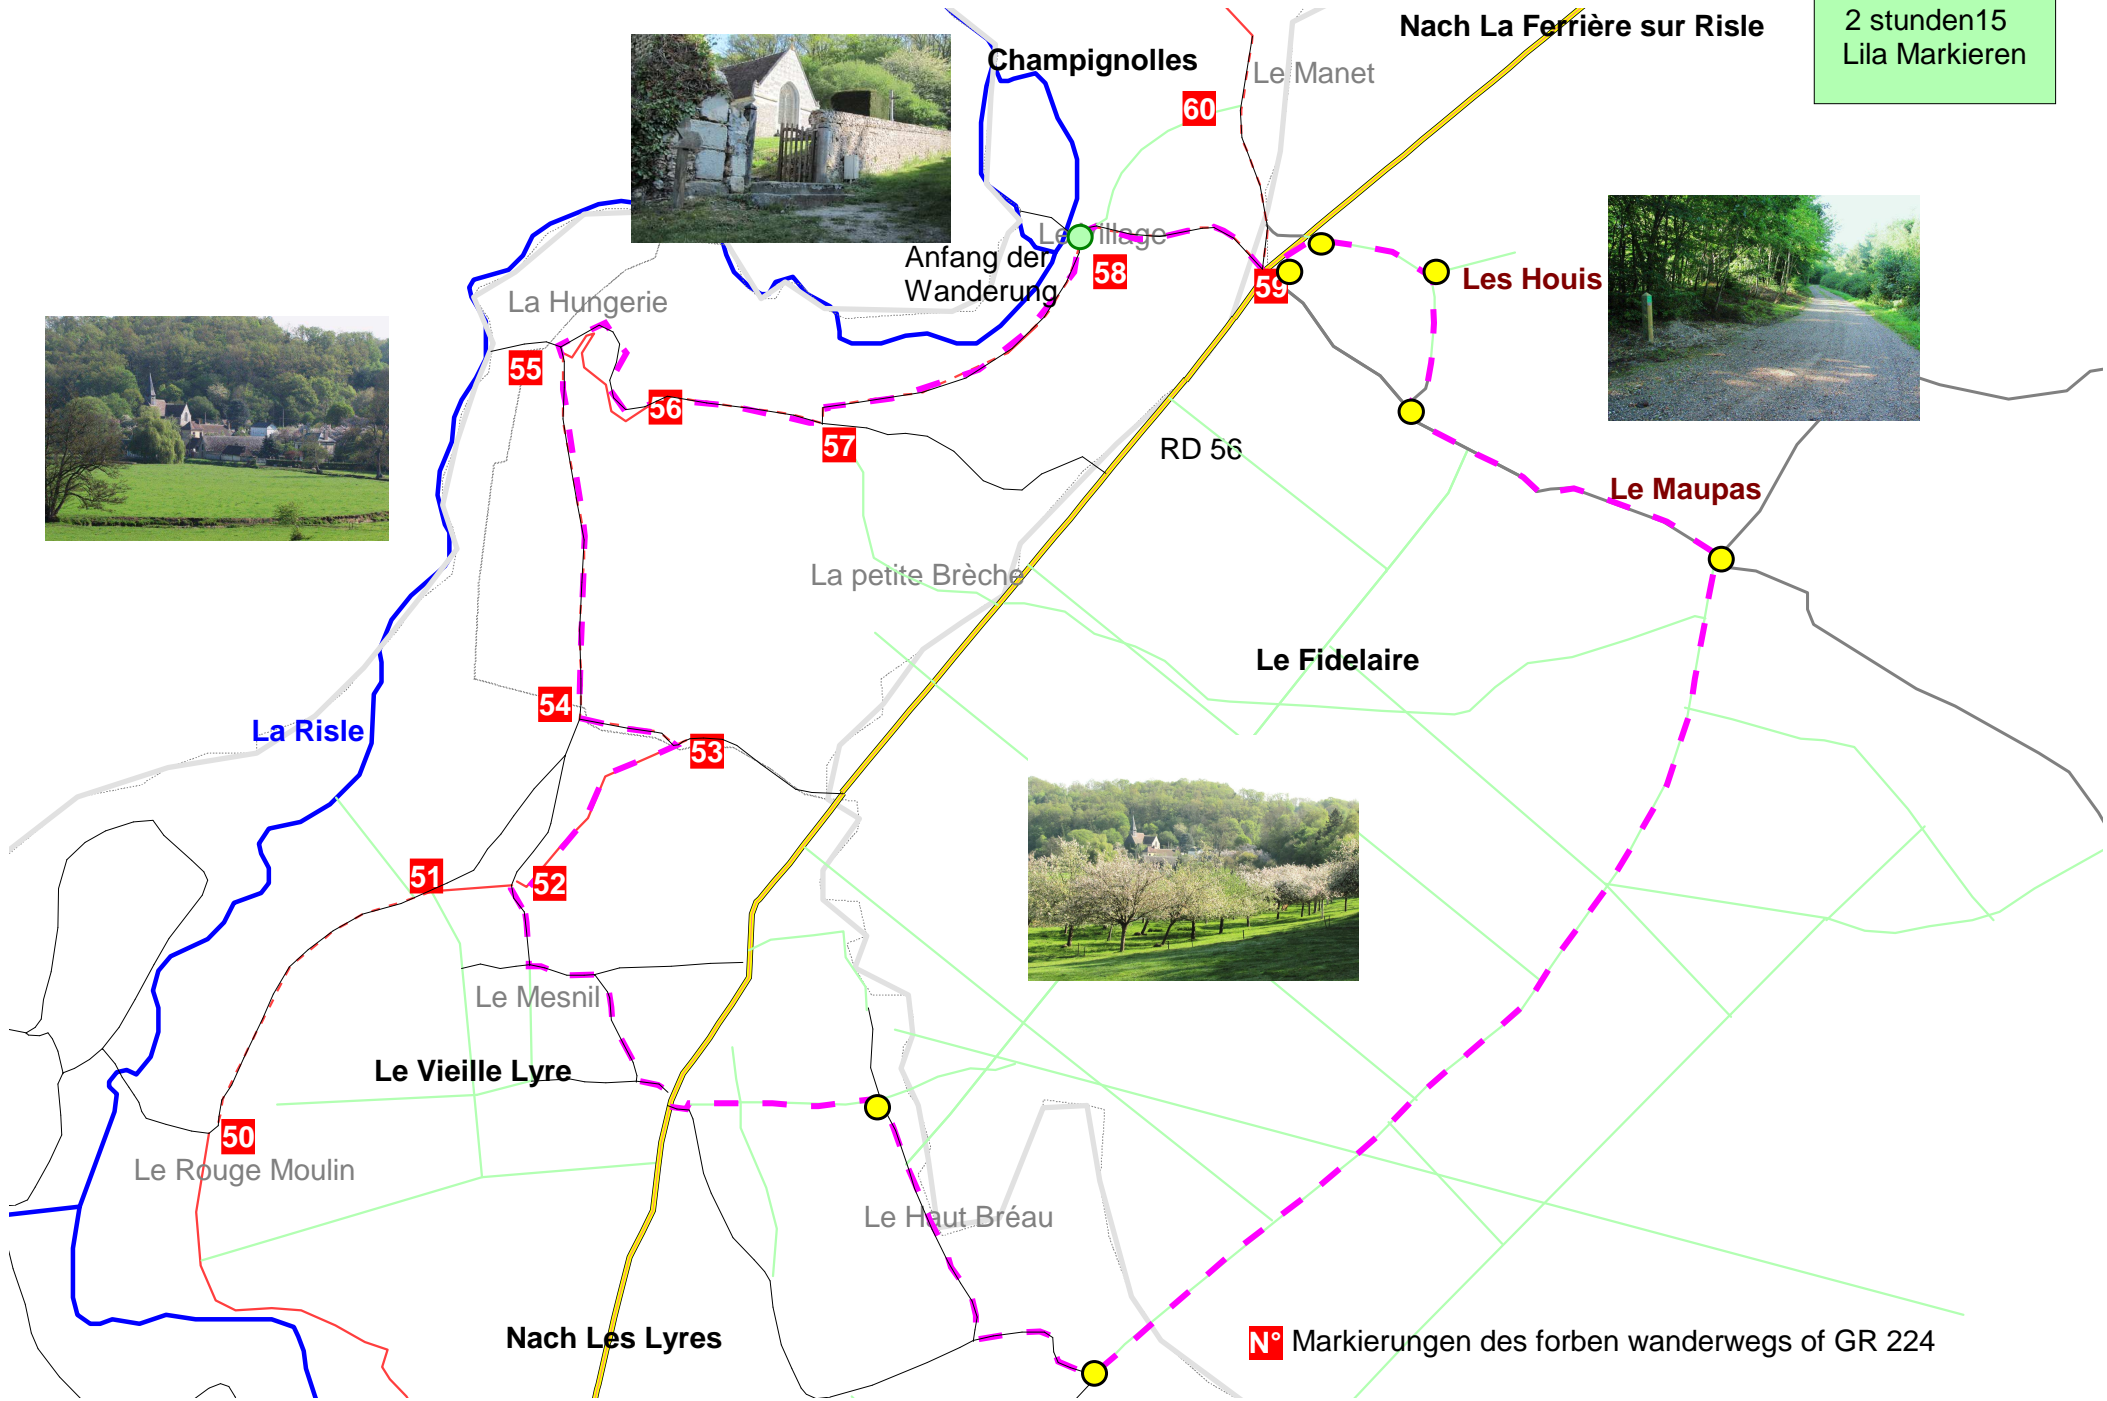 Nach La Ferrière sur Risle
2 stunden15
Lila Markieren
Champignolles
Le Manet
60
Le Village
Anfang der
Wanderung
58
59
Les Houis
La Hungerie
55
56
57
RD 56
Le Maupas
La petite Brèche
Le Fidelaire
54
La Risle
53
51
52
Le Mesnil
Le Vieille Lyre
50
Le Rouge Moulin
Le Haut Bréau
Nach Les Lyres
N° Markierungen des forben wanderwegs of GR 224